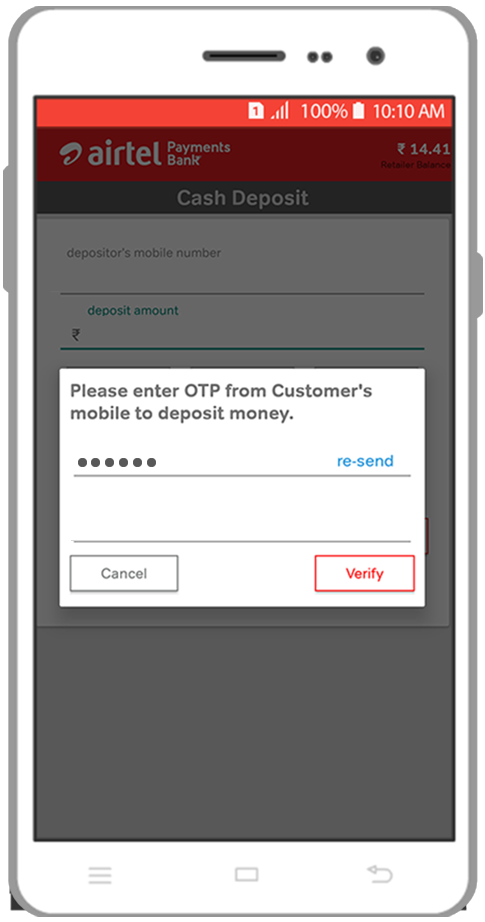 1 100% 10:10 AM
airtel Payments Bank ₹ 14.41
Retailer Balance
Cash Deposit
depositor's mobile number
deposit amount
₹
Please enter OTP from Customer's
mobile to deposit money.
●●●●●● re-send
Cancel Verify